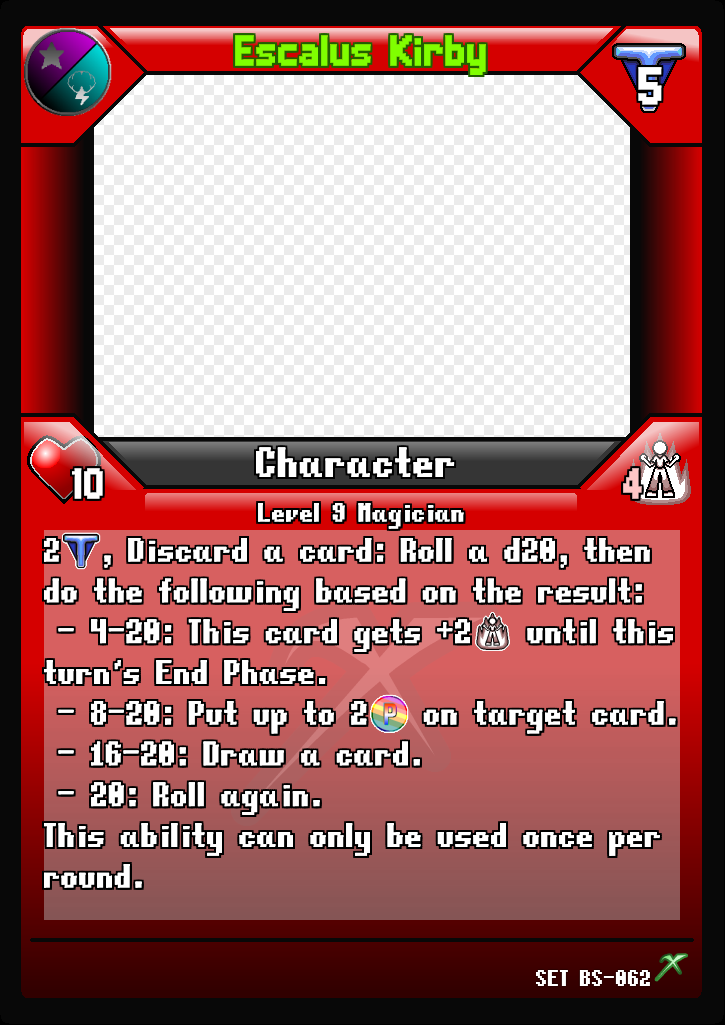 Escalus Kirby
5
10
Character
4
Level 9 Magician
2, Discard a card: Roll a d20, then
do the following based on the result:
- 4-20: This card gets +2 until this
turn's End Phase.
- 8-20: Put up to 2 P on target card.
- 16-20: Draw a card.
- 20: Roll again.
This ability can only be used once per
round.
SET BS-062